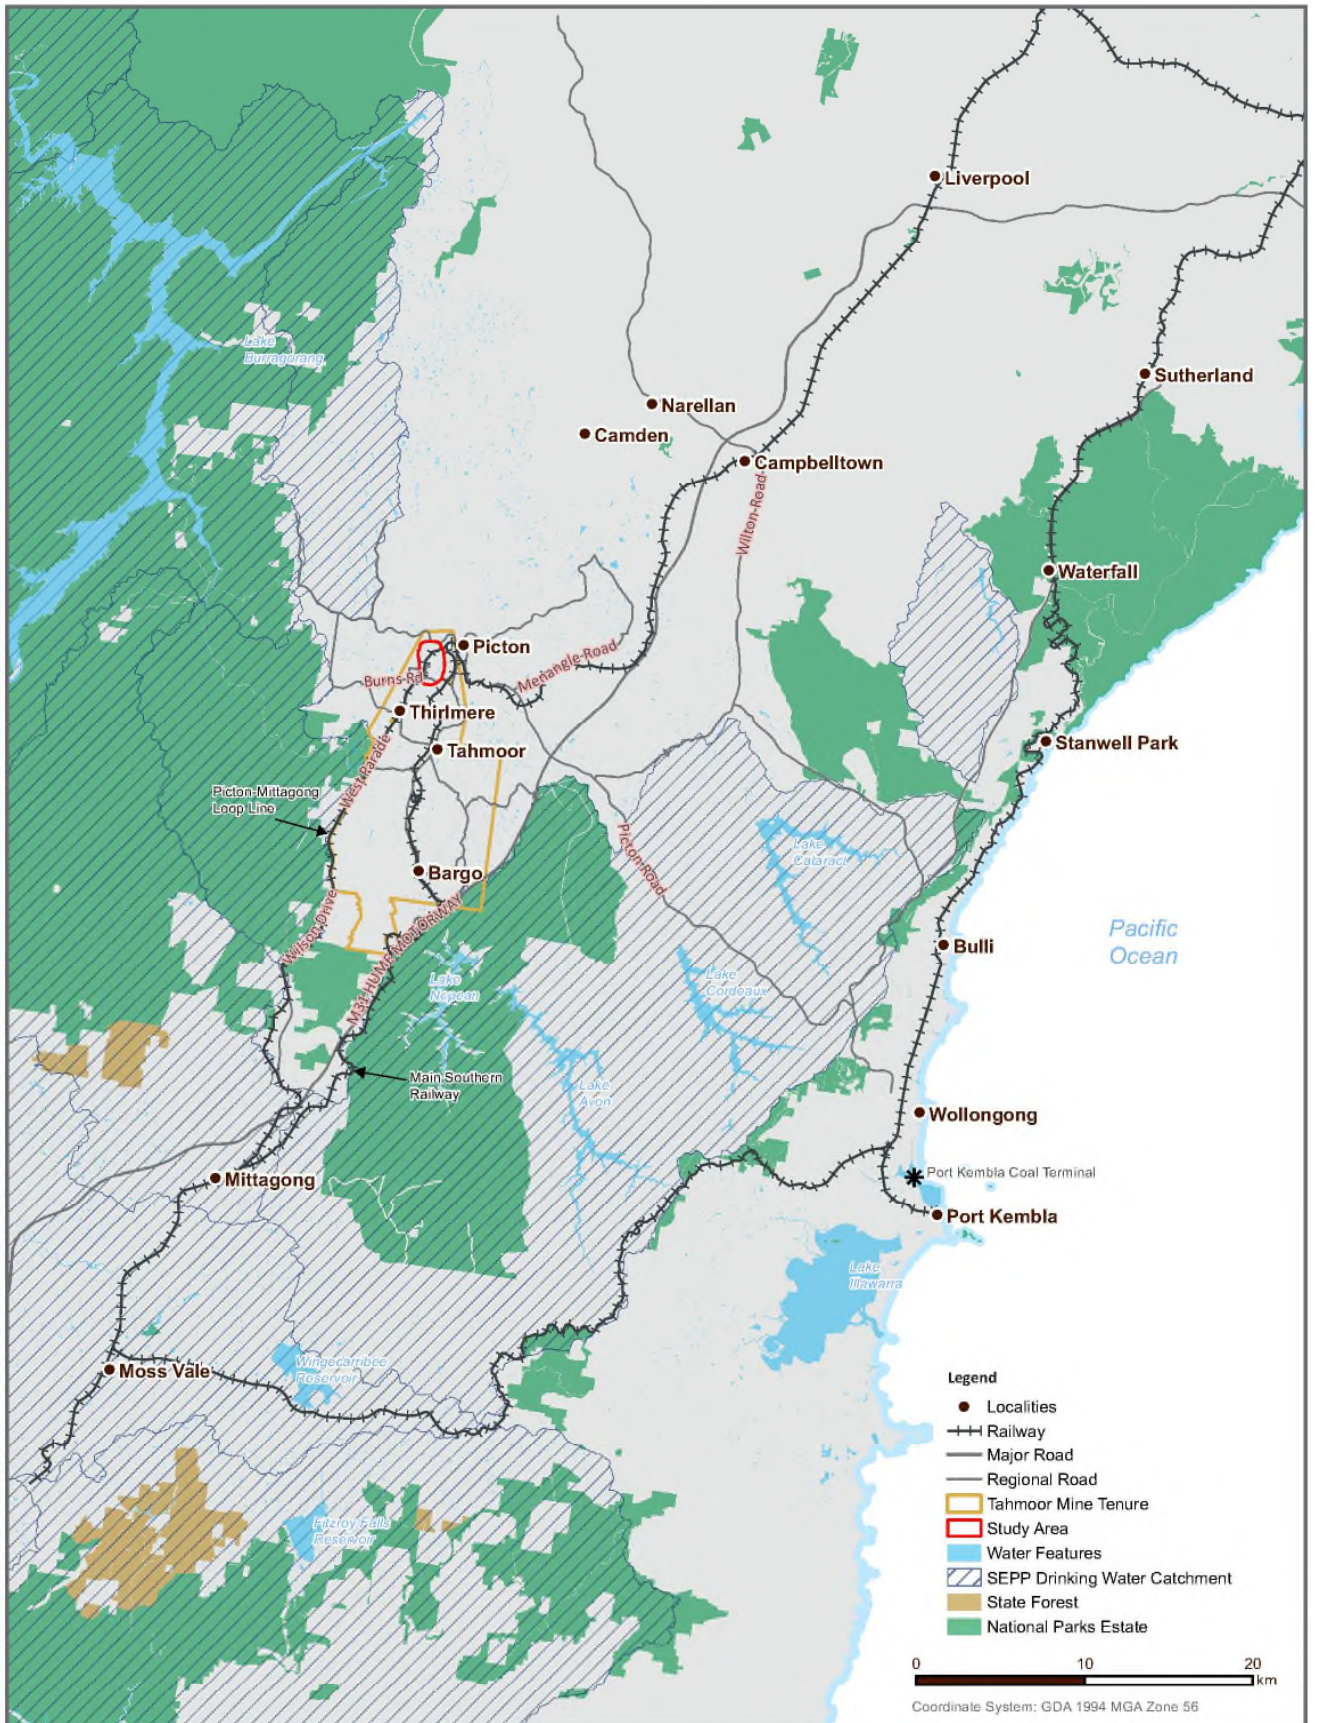 Liverpool
Lake
Burragorang
Sutherland
Narellan
Camden
Campbelltown
Wilton Road
Waterfall
Picton
Menangle Road
Burns Rd
Thirlmere
Stanwell Park
Tahmoor
West Parade
Picton-Mittagong
Loop Line
Picton Road
Lake
Cataract
Bargo
Wilson Drive
M31 HUME MOTORWAY
Pacific
Ocean
Bulli
Lake
Nepean
Lake
Cordeaux
Main Southern
Railway
Lake
Avon
Wollongong
Port Kembla Coal Terminal
Mittagong
Port Kembla
Lake
Illawarra
Wingecarribee
Reservoir
Moss Vale
Fitzroy Falls
Reservoir
Legend
Localities
Railway
Major Road
Regional Road
Tahmoor Mine Tenure
Study Area
Water Features
SEPP Drinking Water Catchment
State Forest
National Parks Estate
0 10 20
km
Coordinate System: GDA 1994 MGA Zone 56